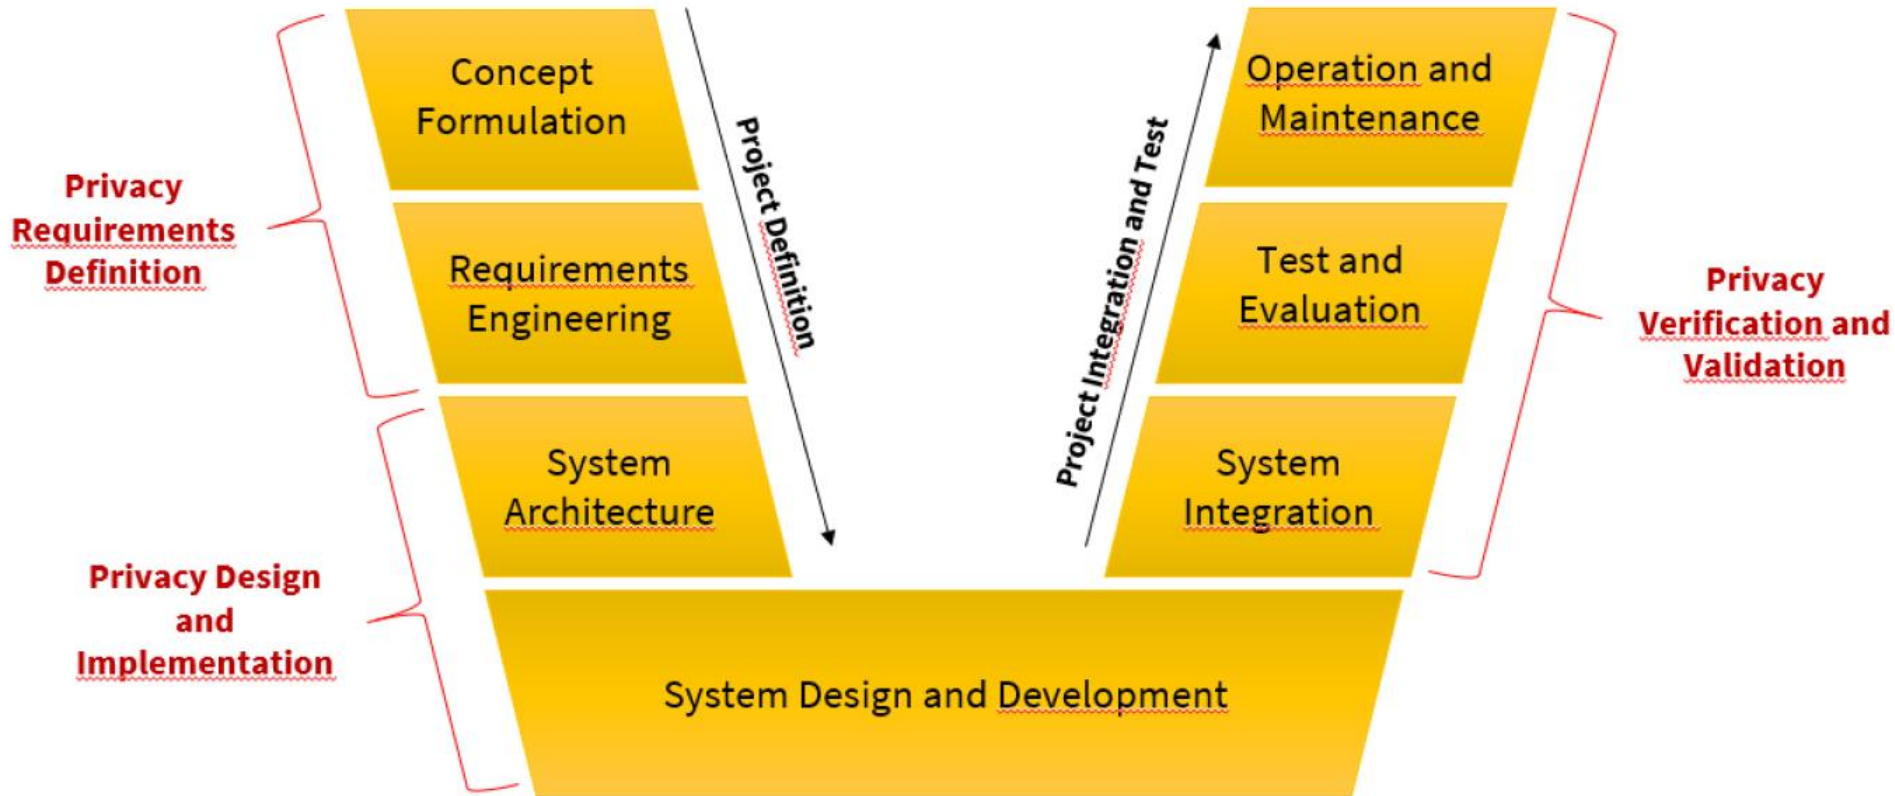 Concept
Formulation
Requirements
Engineering
System
Architecture
System Design and Development
System
Integration
Test and
Evaluation
Operation and
Maintenance
Project Definition
Project Integration and Test
Privacy
Requirements
Definition
Privacy Design
and
Implementation
Privacy
Verification and
Validation